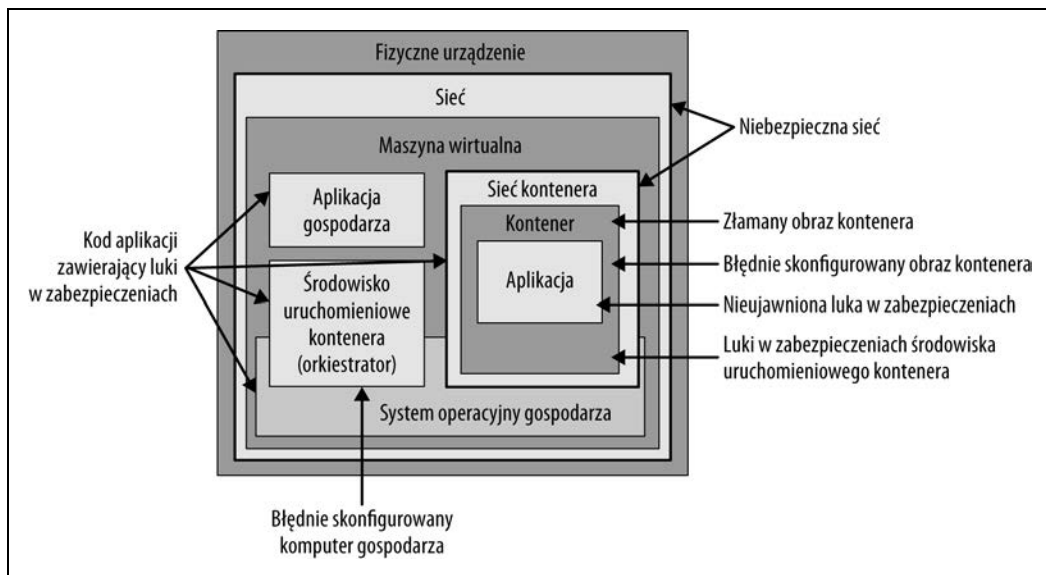 Fizyczne urządzenie
Sieć
Maszyna wirtualna
Aplikacja
gospodarza
Środowisko
uruchomieniowe
kontenera
(orkiestrator)
System operacyjny gospodarza
Sieć kontenera
Kontener
Aplikacja
Kod aplikacji
zawierający luki
w zabezpieczeniach
Błędnie skonfigurowany
komputer gospodarza
Niebezpieczna sieć
Złamany obraz kontenera
Błędnie skonfigurowany obraz kontenera
Nieujawniona luka w zabezpieczeniach
Luki w zabezpieczeniach środowiska
uruchomieniowego kontenera